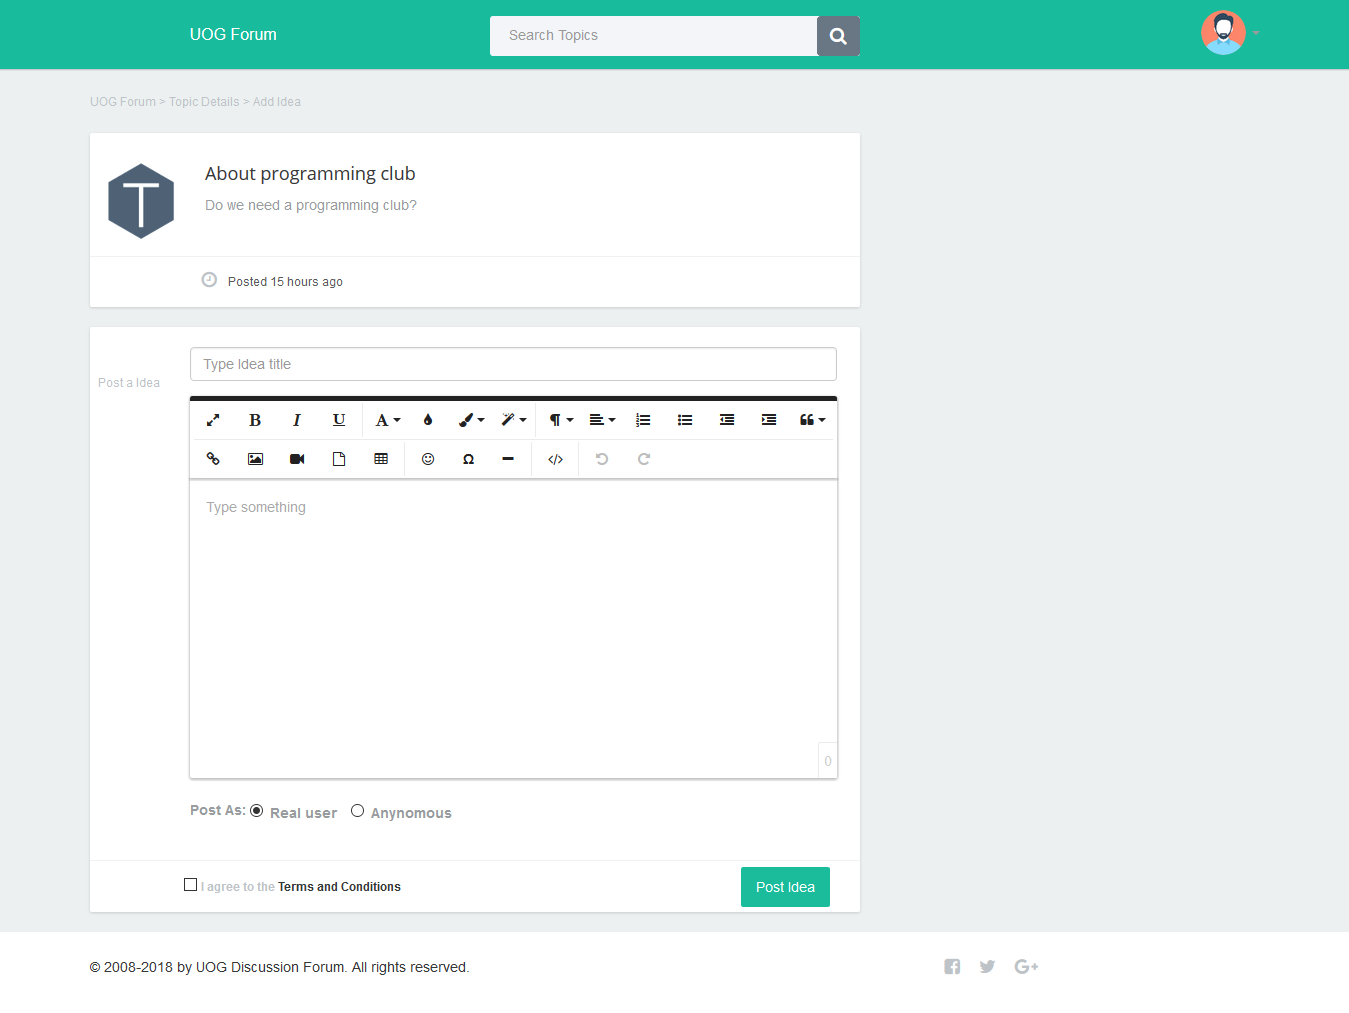 UOG Forum
Search Topics
UOG Forum > Topic Details > Add Idea
T
About programming club
Do we need a programming club?
Posted 15 hours ago
Post a Idea
Type Idea title
B I U A ¶
Ω </>
Type something
0
Post As: Real user Anynomous
I agree to the Terms and Conditions
Post Idea
© 2008-2018 by UOG Discussion Forum. All rights reserved.
G+